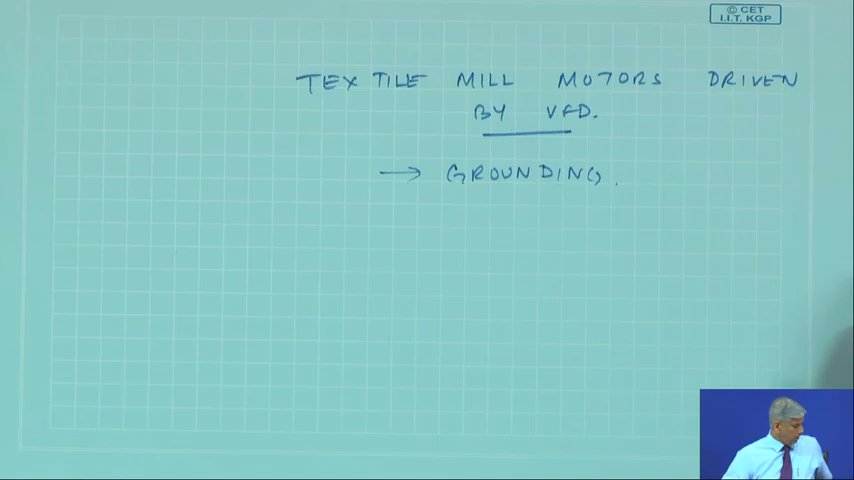 © CET
I.I.T. KGP
TEXTILE MILL MOTORS DRIVEN
BY VFD.
→ GROUNDING.